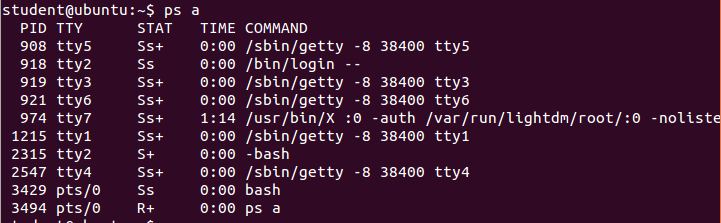 student@ubuntu:~$ ps a
  PID TTY      STAT   TIME COMMAND
  908 tty5     Ss+    0:00 /sbin/getty -8 38400 tty5
  918 tty2     Ss     0:00 /bin/login --
  919 tty3     Ss+    0:00 /sbin/getty -8 38400 tty3
  921 tty6     Ss+    0:00 /sbin/getty -8 38400 tty6
  974 tty7     Ss+    1:14 /usr/bin/X :0 -auth /var/run/lightdm/root/:0 -noliste
 1215 tty1     Ss+    0:00 /sbin/getty -8 38400 tty1
 2315 tty2     S+     0:00 -bash
 2547 tty4     Ss+    0:00 /sbin/getty -8 38400 tty4
 3429 pts/0    Ss     0:00 bash
 3494 pts/0    R+     0:00 ps a